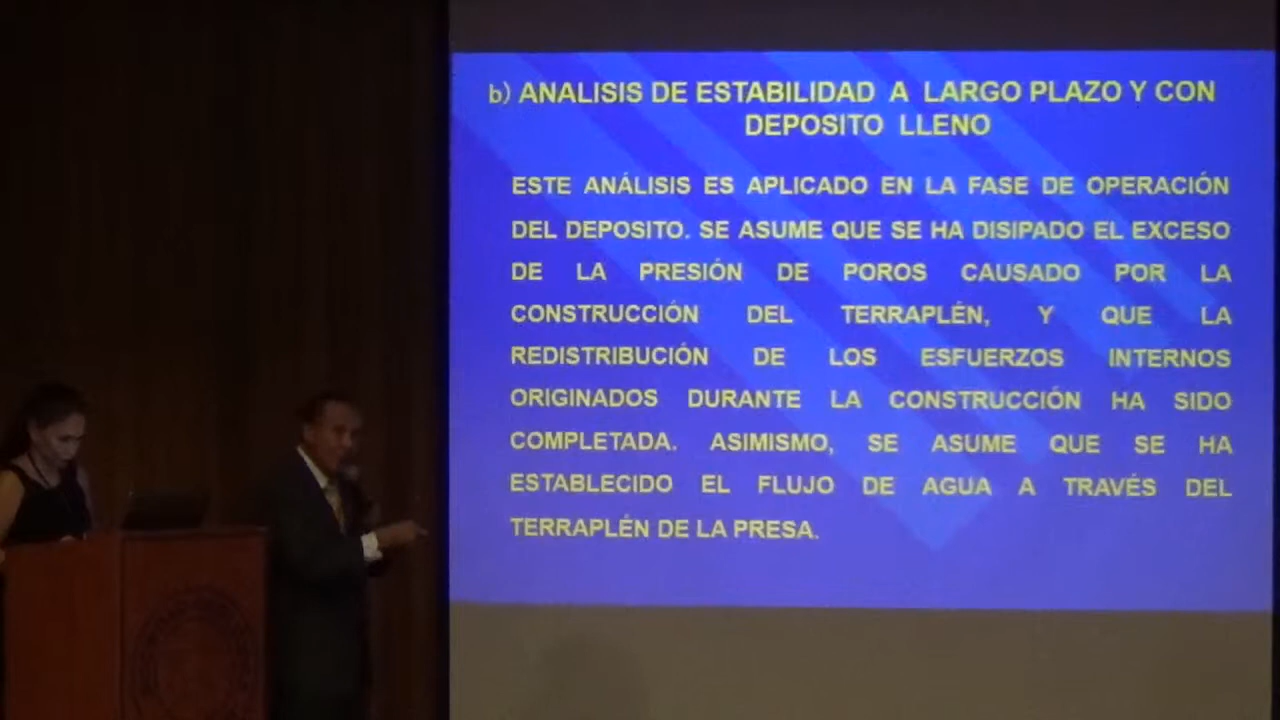 b) ANALISIS DE ESTABILIDAD A LARGO PLAZO Y CON
DEPOSITO LLENO
ESTE ANÁLISIS ES APLICADO EN LA FASE DE OPERACIÓN
DEL DEPOSITO. SE ASUME QUE SE HA DISIPADO EL EXCESO
DE LA PRESIÓN DE POROS CAUSADO POR LA
CONSTRUCCIÓN DEL TERRAPLÉN, Y QUE LA
REDISTRIBUCIÓN DE LOS ESFUERZOS INTERNOS
ORIGINADOS DURANTE LA CONSTRUCCIÓN HA SIDO
COMPLETADA. ASIMISMO, SE ASUME QUE SE HA
ESTABLECIDO EL FLUJO DE AGUA A TRAVÉS DEL
TERRAPLÉN DE LA PRESA.